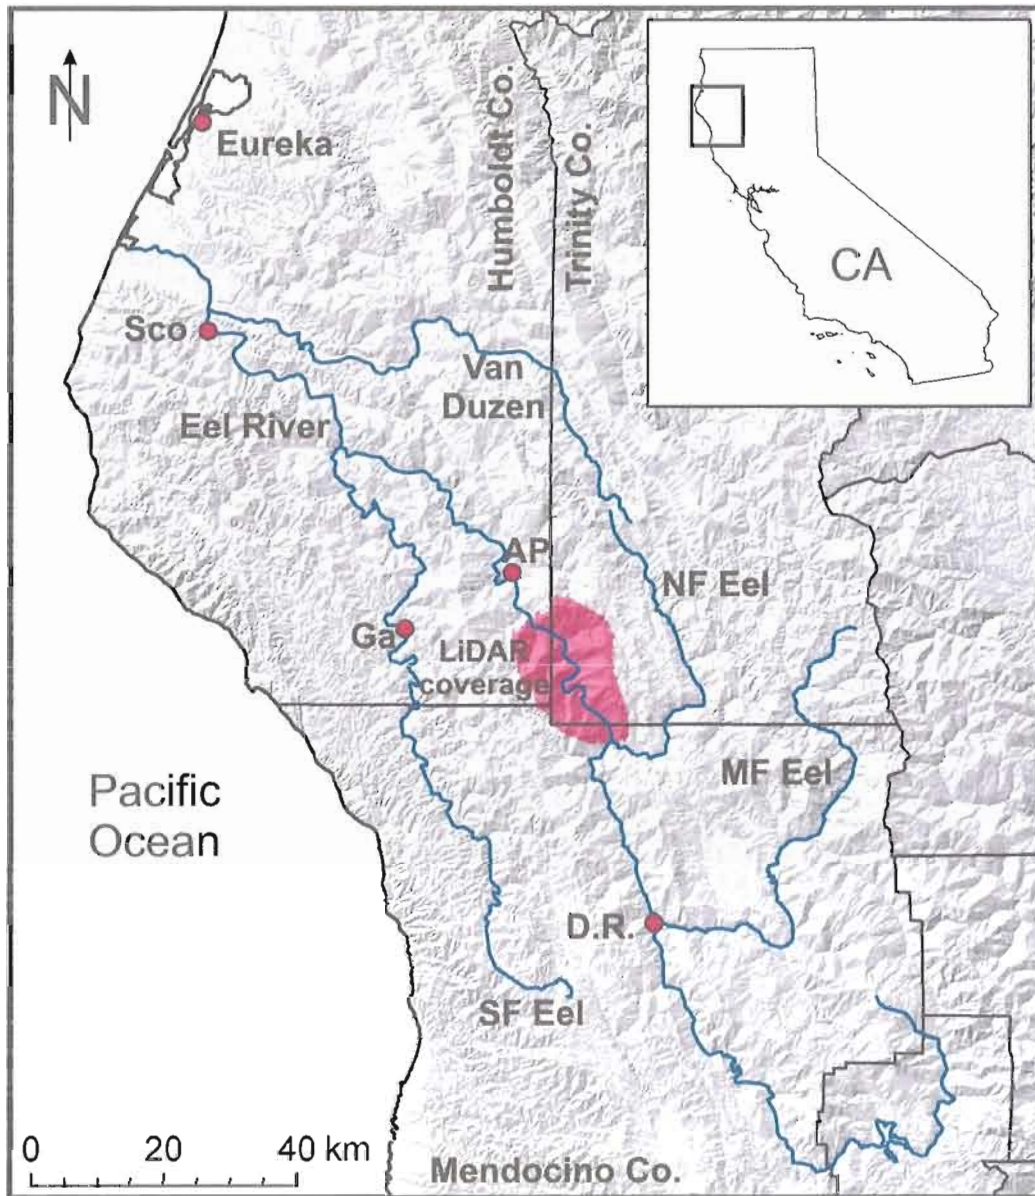 N
Eureka
Humboldt Co.
Trinity Co.
CA
Sco
Van
Duzen
Eel River
AP
NF Eel
Ga
LiDAR
coverage
MF Eel
Pacific
Ocean
D.R.
SF Eel
0 20 40 km
Mendocino Co.